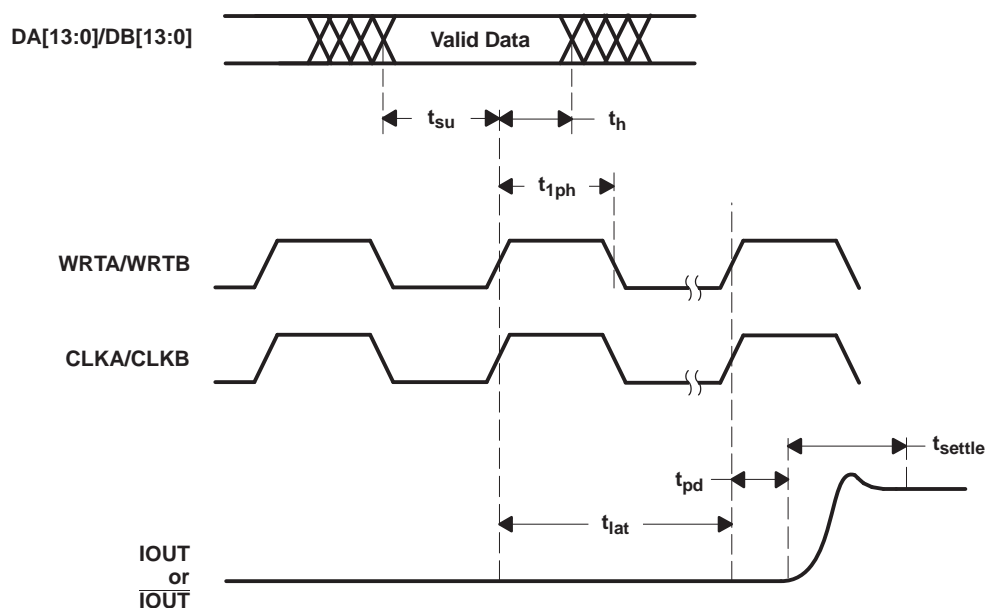 DA[13:0]/DB[13:0]
Valid Data
tsu
th
t1ph
WRTA/WRTB
CLKA/CLKB
tsettle
tpd
tlat
IOUT
or
IOUT